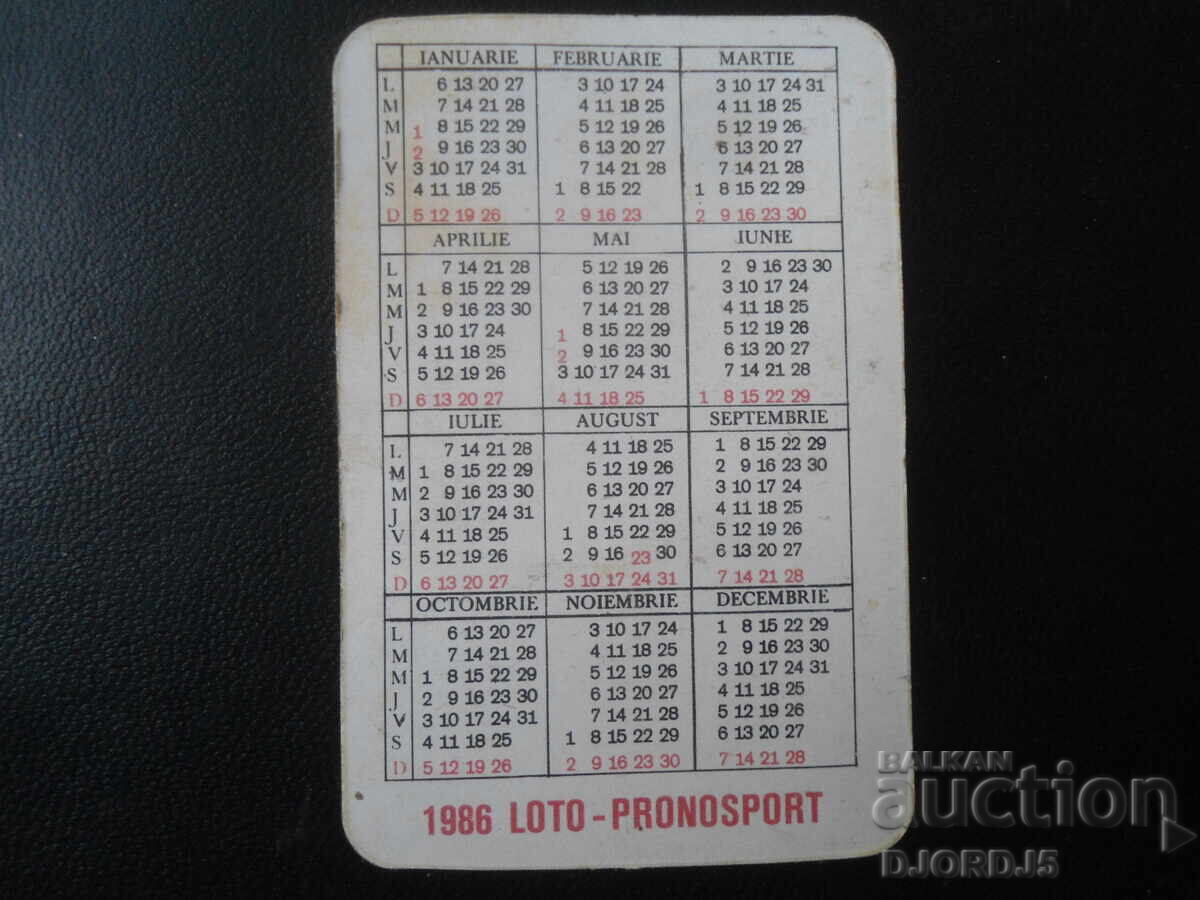 IANUARIE FEBRUARIE MARTIE
L 6 13 20 27 3 10 17 24 3 10 17 24 31
M 7 14 21 28 4 11 18 25 4 11 18 25
M 1 8 15 22 29 5 12 19 26 5 12 19 26
J 2 9 16 23 30 6 13 20 27 6 13 20 27
V 3 10 17 24 31 7 14 21 28 7 14 21 28
S 4 11 18 25 1 8 15 22 1 8 15 22 29
D 5 12 19 26 2 9 16 23 2 9 16 23 30
APRILIE MAI IUNIE
L 7 14 21 28 5 12 19 26 2 9 16 23 30
M 1 8 15 22 29 6 13 20 27 3 10 17 24
M 2 9 16 23 30 7 14 21 28 4 11 18 25
J 3 10 17 24 1 8 15 22 29 5 12 19 26
V 4 11 18 25 2 9 16 23 30 6 13 20 27
S 5 12 19 26 3 10 17 24 31 7 14 21 28
D 6 13 20 27 4 11 18 25 1 8 15 22 29
IULIE AUGUST SEPTEMBRIE
L 7 14 21 28 4 11 18 25 1 8 15 22 29
M 1 8 15 22 29 5 12 19 26 2 9 16 23 30
M 2 9 16 23 30 6 13 20 27 3 10 17 24
J 3 10 17 24 31 7 14 21 28 4 11 18 25
V 4 11 18 25 1 8 15 22 29 5 12 19 26
S 5 12 19 26 2 9 16 23 30 6 13 20 27
D 6 13 20 27 3 10 17 24 31 7 14 21 28
OCTOMBRIE NOIEMBRIE DECEMBRIE
L 6 13 20 27 3 10 17 24 1 8 15 22 29
M 7 14 21 28 4 11 18 25 2 9 16 23 30
M 1 8 15 22 29 5 12 19 26 3 10 17 24 31
J 2 9 16 23 30 6 13 20 27 4 11 18 25
V 3 10 17 24 31 7 14 21 28 5 12 19 26
S 4 11 18 25 1 8 15 22 29 6 13 20 27
D 5 12 19 26 2 9 16 23 30 7 14 21 28
1986 LOTO - PRONOSPORT
BALKAN
auction
DJORDJ5